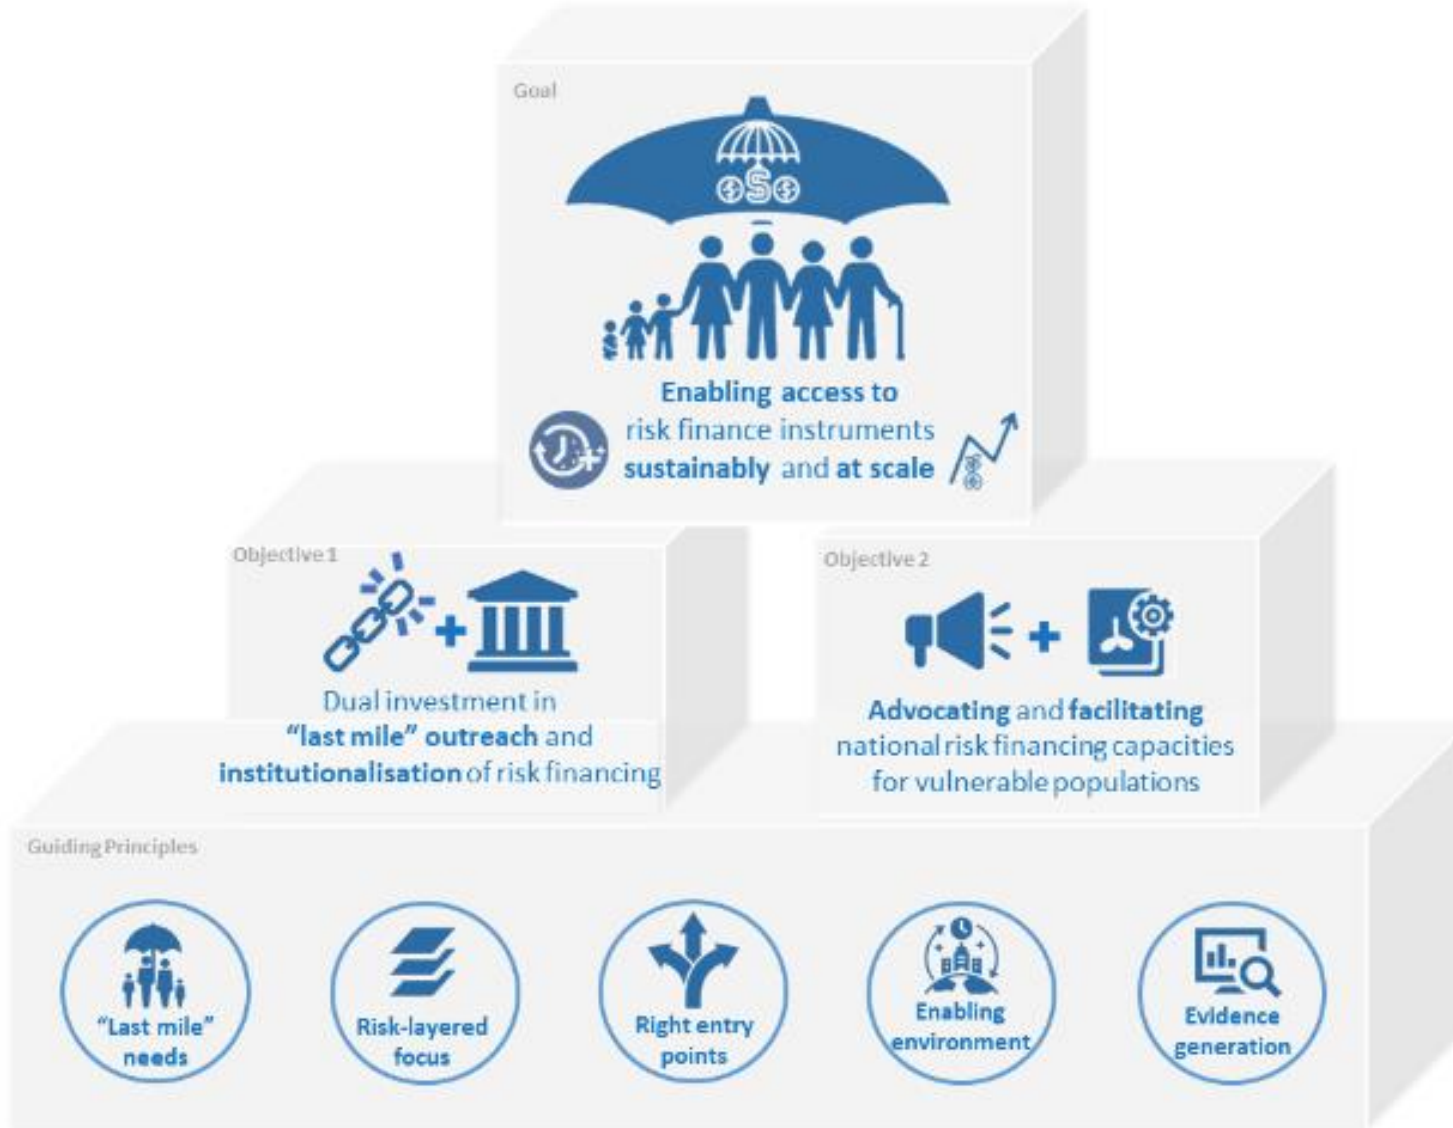 Goal
Enabling access to
risk finance instruments
sustainably and at scale
Objective 1
Dual investment in
“last mile” outreach and
institutionalisation of risk financing
Objective 2
Advocating and facilitating
national risk financing capacities
for vulnerable populations
Guiding Principles
“Last mile”
needs
Risk-layered
focus
Right entry
points
Enabling
environment
Evidence
generation